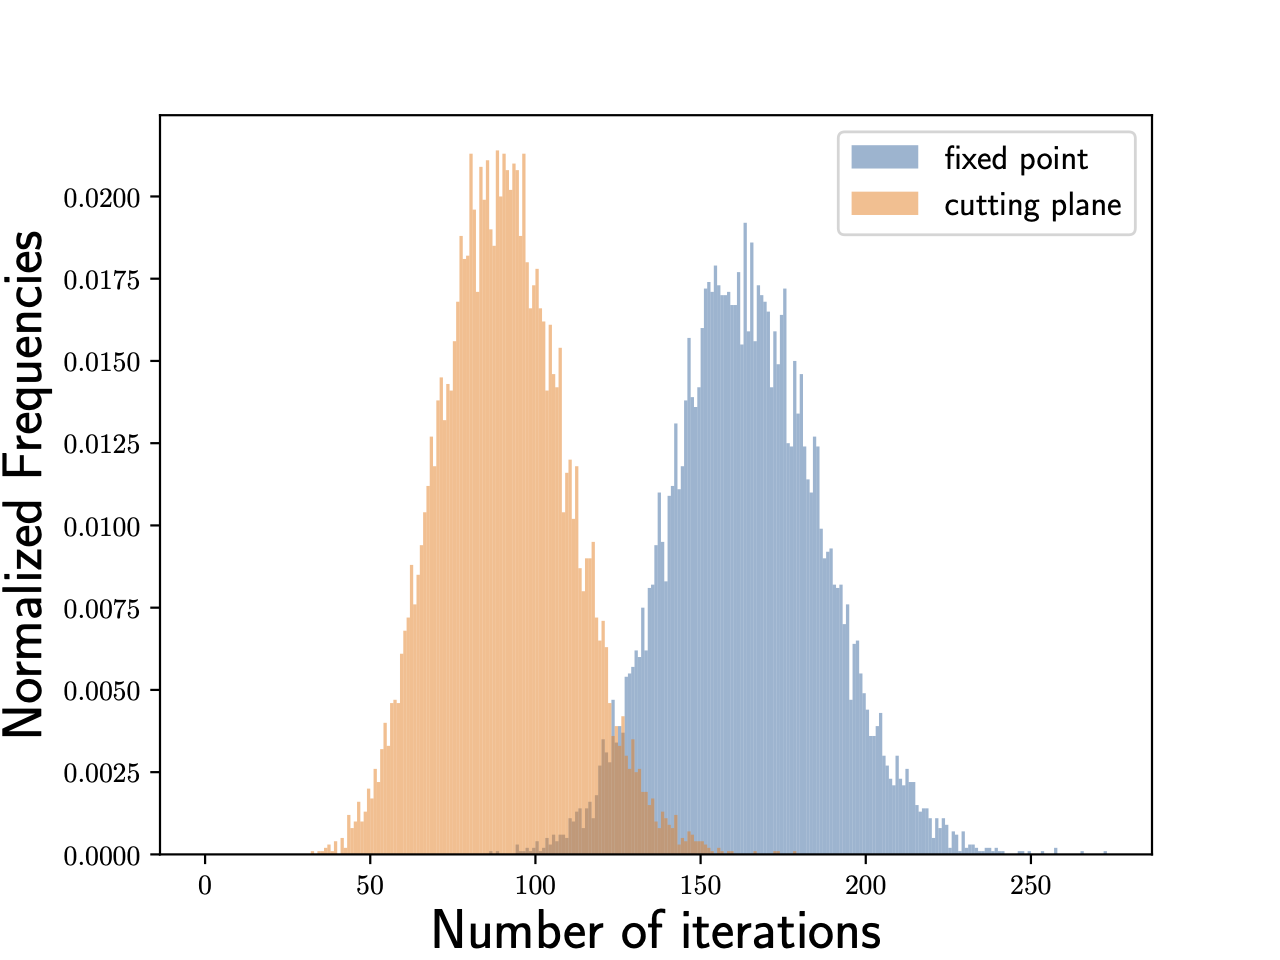 fixed point
cutting plane
Normalized Frequencies
0.0200
0.0175
0.0150
0.0125
0.0100
0.0075
0.0050
0.0025
0.0000
0 50 100 150 200 250
Number of iterations